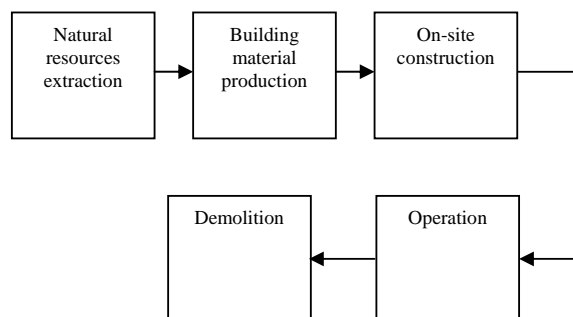 Natural
resources
extraction
Building
material
production
On-site
construction
Demolition
Operation